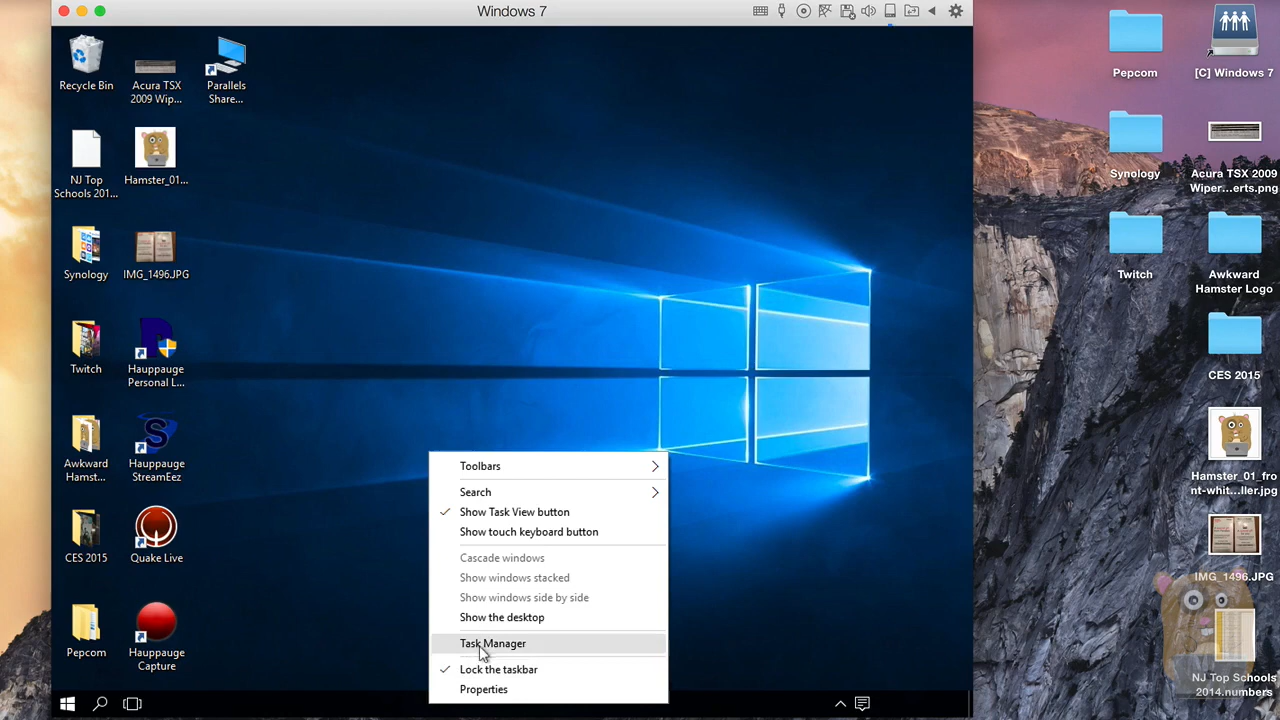 Windows 7
Recycle Bin
Acura TSX
2009 Wip...
Parallels
Share...
NJ Top
Schools 201...
Hamster_01...
Synology
IMG_1496.JPG
Twitch
Hauppauge
Personal L...
Awkward
Hamst...
Hauppauge
StreamEez
CES 2015
Quake Live
Pepcom
Hauppauge
Capture
Toolbars
Search
Show Task View button
Show touch keyboard button
Cascade windows
Show windows stacked
Show windows side by side
Show the desktop
Task Manager
Lock the taskbar
Properties
Pepcom
[C] Windows 7
Synology
Acura TSX 2009
Wiper...erts.png
Twitch
Awkward
Hamster Logo
CES 2015
Hamster_01_fro
nt-whit...ller.jpg
IMG_1496.JPG
NJ Top Schools
2014.numbers